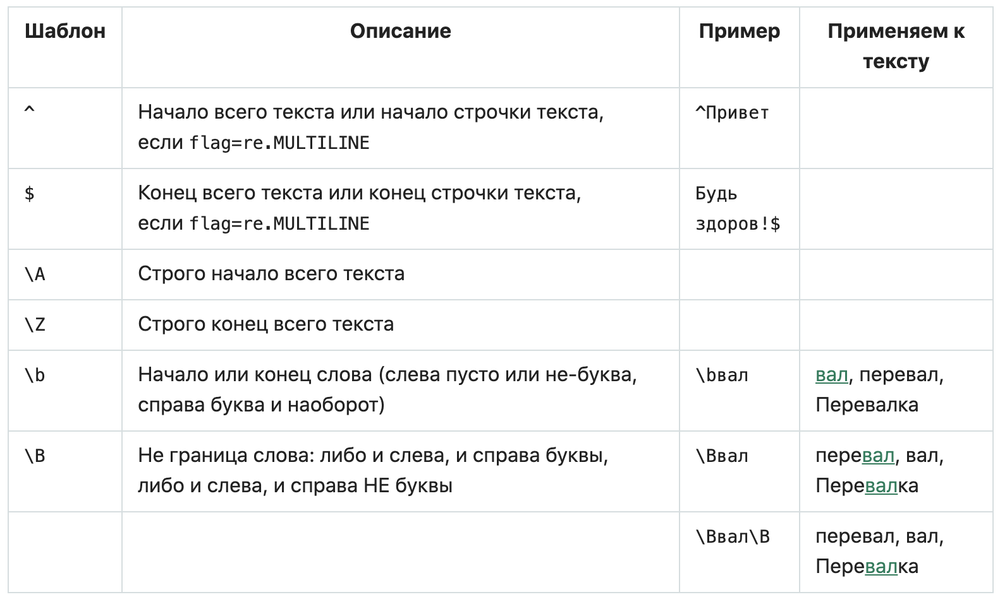 Шаблон Описание Пример Применяем к
тексту
^ Начало всего текста или начало строчки текста, ^Привет
если flag=re.MULTILINE
$ Конец всего текста или конец строчки текста, Будь
если flag=re.MULTILINE здоров!$
\A Строго начало всего текста
\Z Строго конец всего текста
\b Начало или конец слова (слева пусто или не-буква, \bвал вал, перевал,
справа буква и наоборот) Перевалка
\B Не граница слова: либо и слева, и справа буквы, \Bвал перевал, вал,
либо и слева, и справа НЕ буквы Перевалка
\Bвал\B перевал, вал,
Перевалка